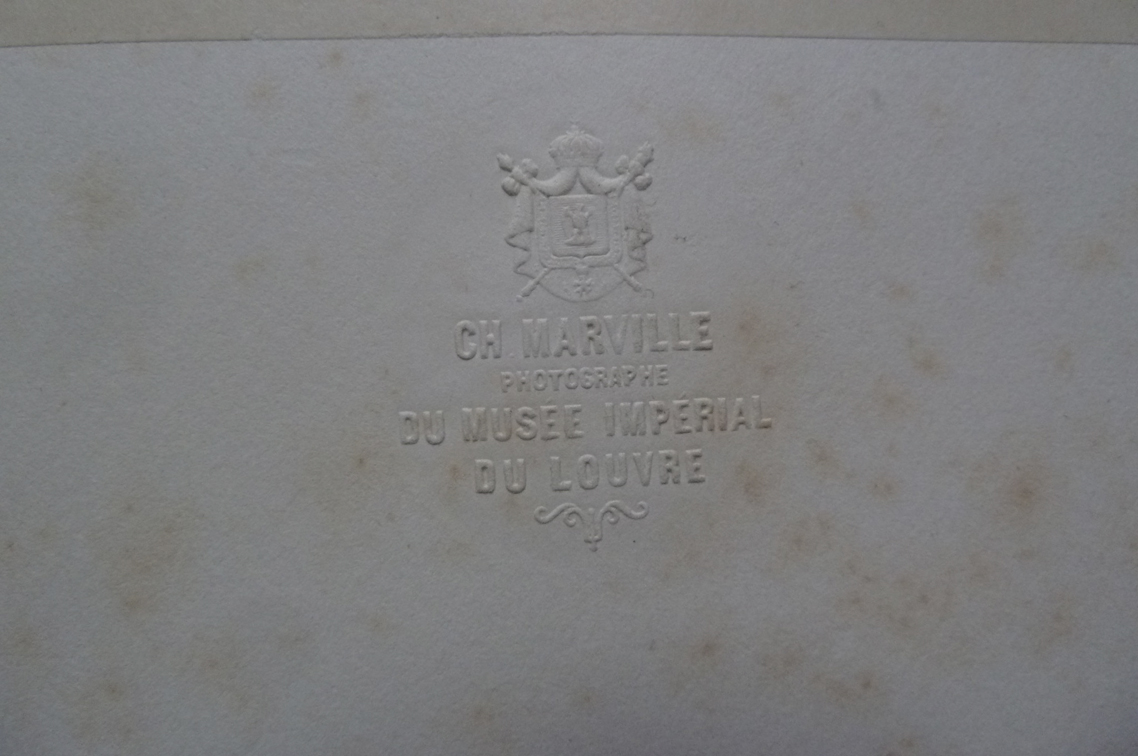 CH. MARVILLE
PHOTOGRAPHE
DU MUSÉE IMPÉRIAL
DU LOUVRE